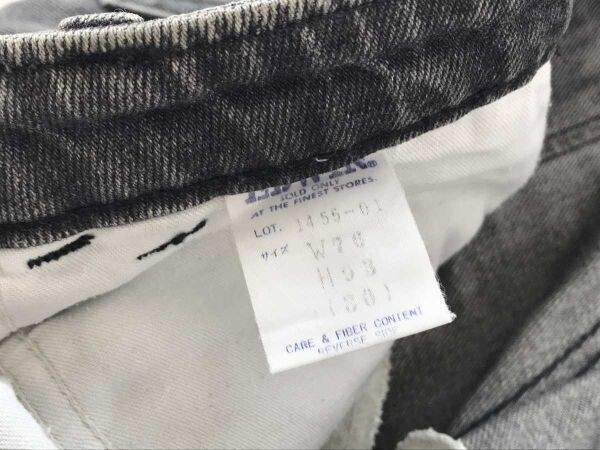 EDWIN®
SOLD ONLY
AT THE FINEST STORES.
LOT. 1455-01
サイズ W76
H93
(30)
CARE & FIBER CONTENT
REVERSE SIDE